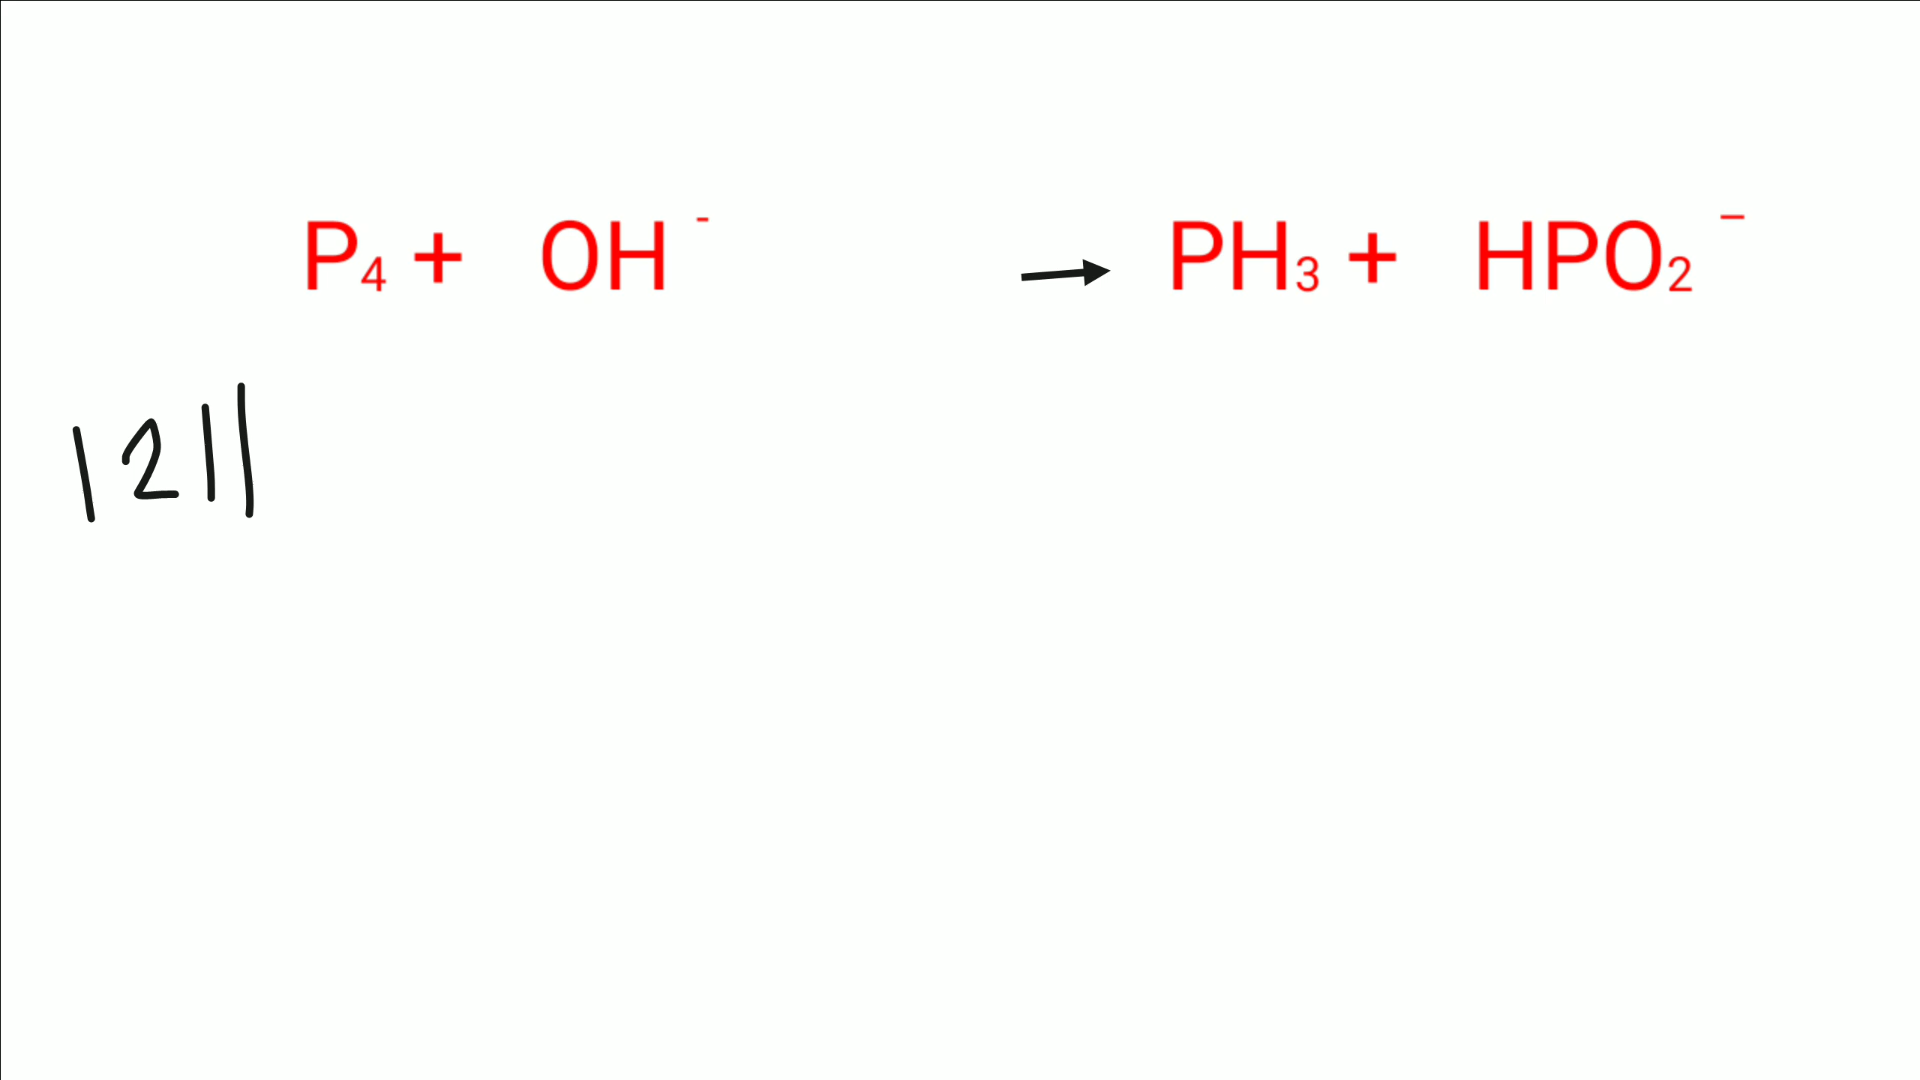 P₄ + OH ⁻ → PH₃ + HPO₂ ⁻
1211